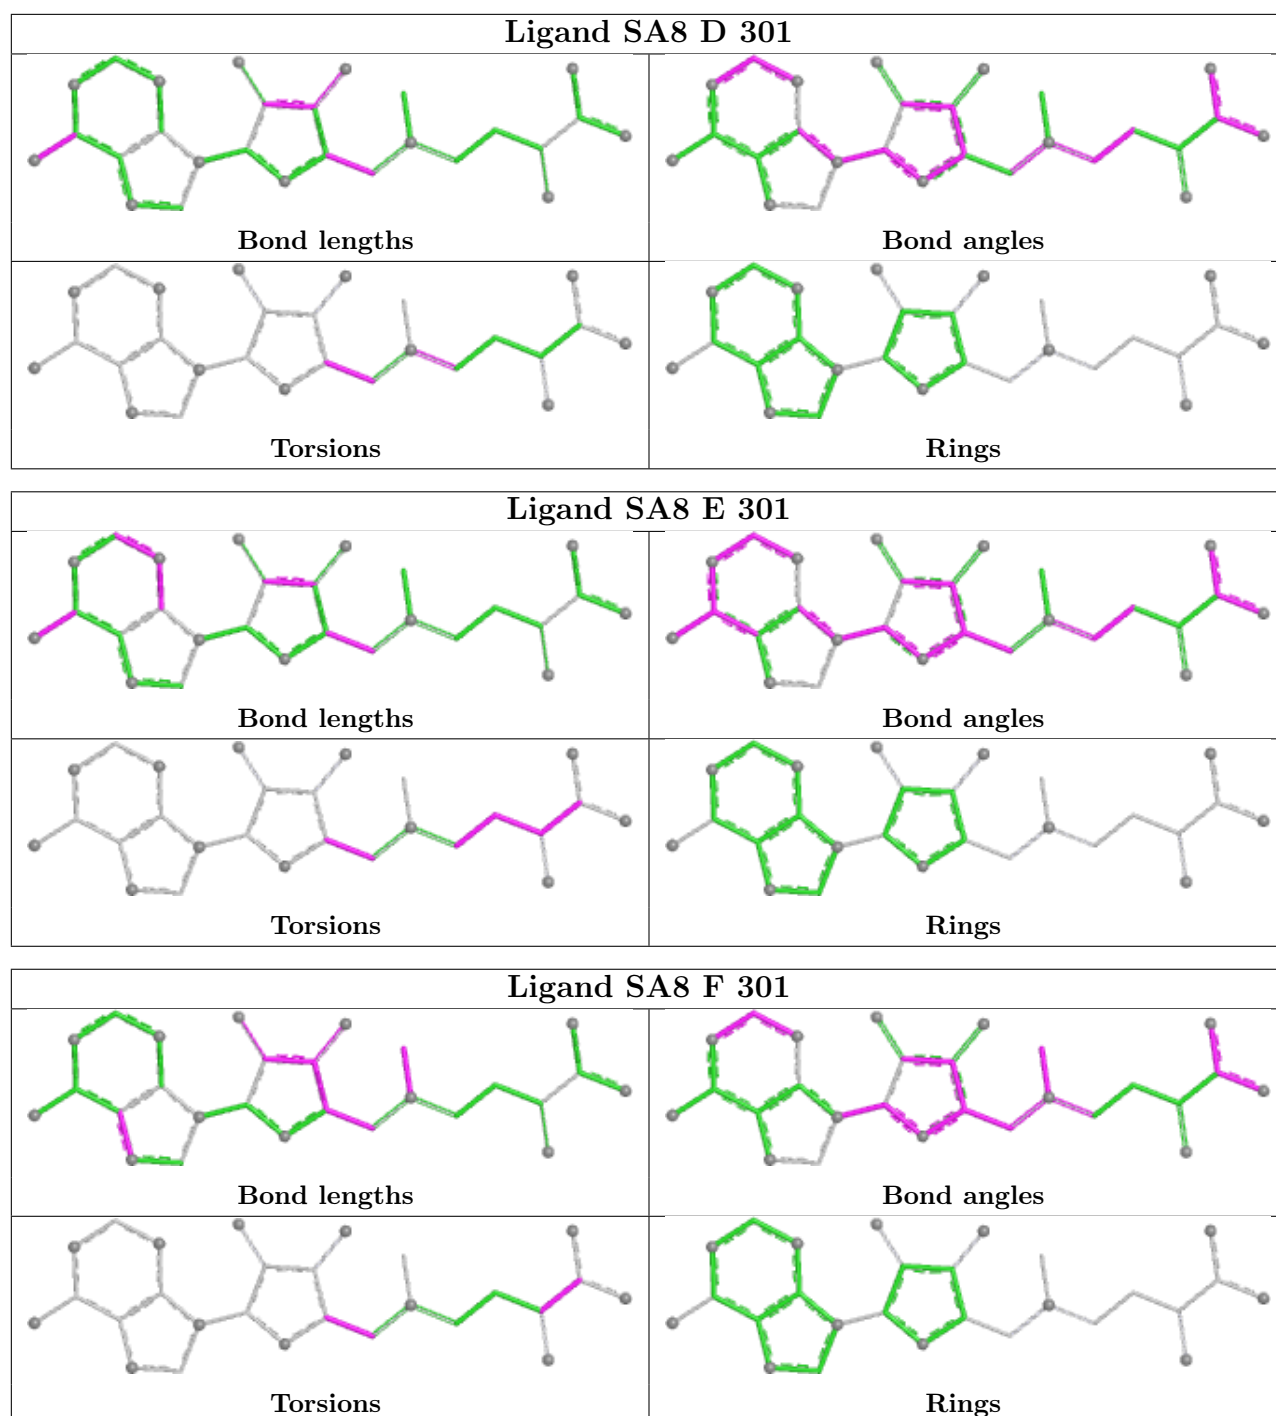 Ligand SA8 D 301
Bond lengths
Bond angles
Torsions
Rings
Ligand SA8 E 301
Bond lengths
Bond angles
Torsions
Rings
Ligand SA8 F 301
Bond lengths
Bond angles
Torsions
Rings